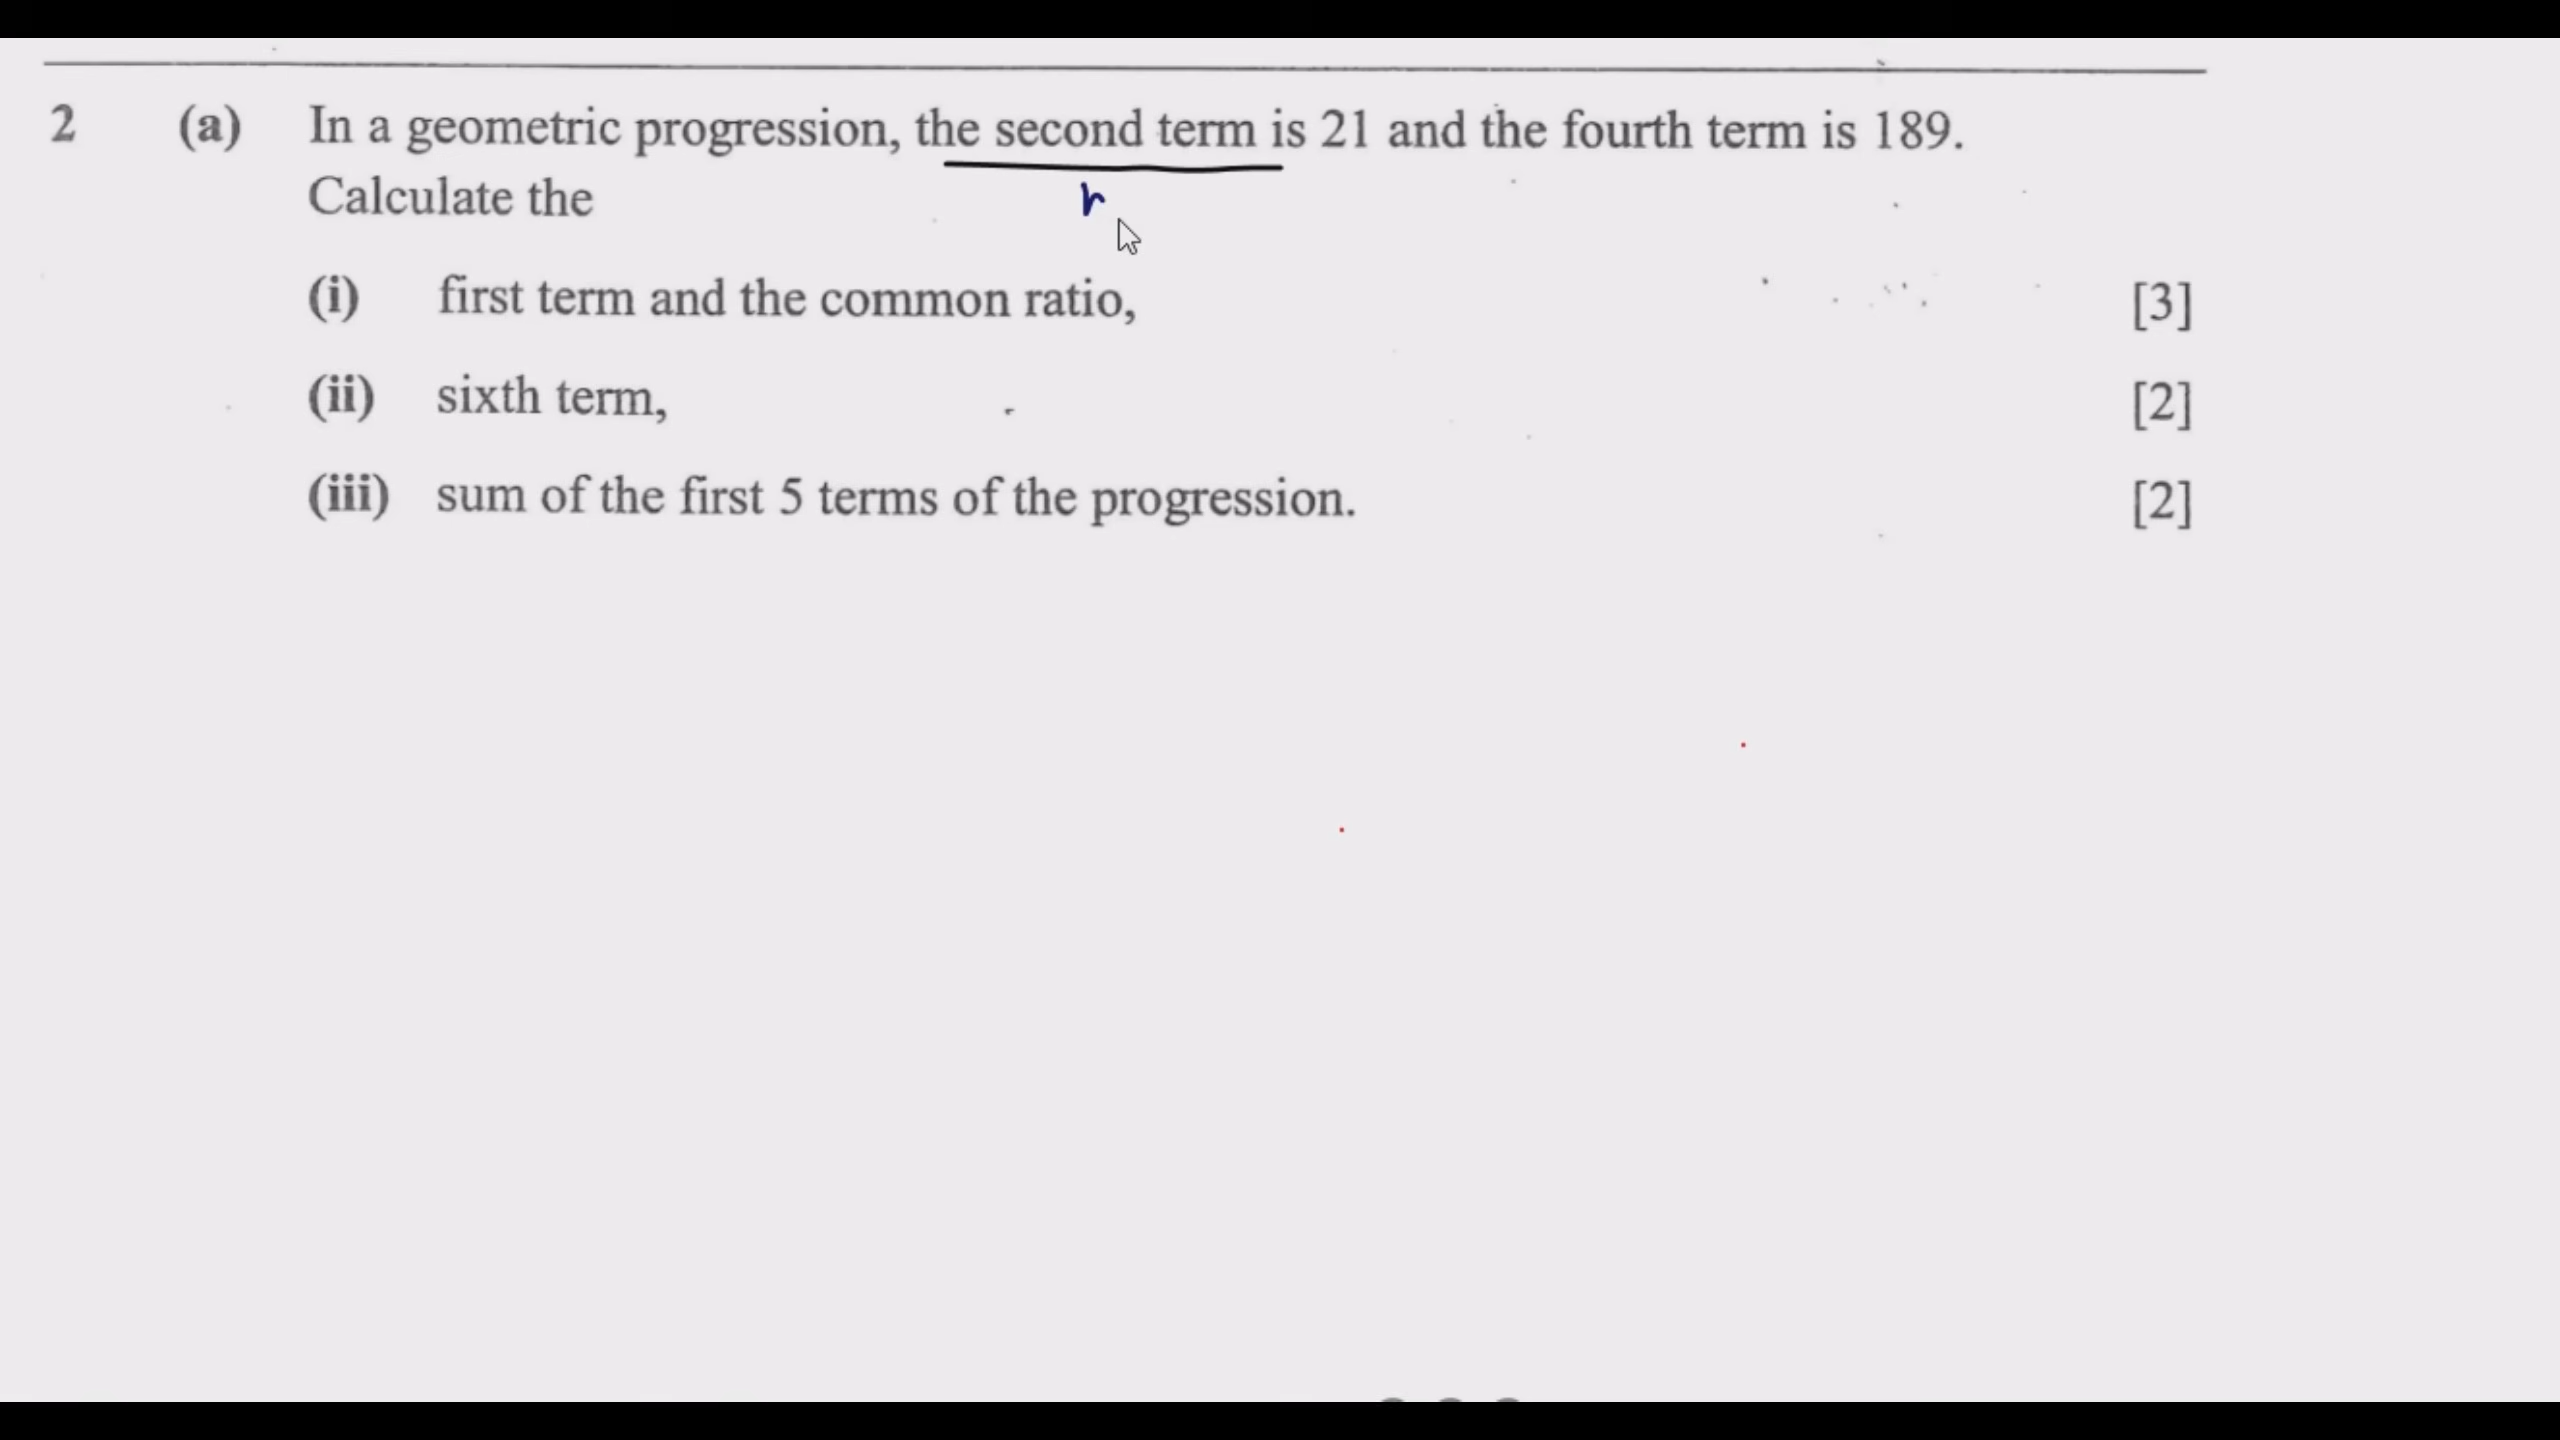 2 (a) In a geometric progression, the second term is 21 and the fourth term is 189.
Calculate the
r
(i) first term and the common ratio, [3]
(ii) sixth term, [2]
(iii) sum of the first 5 terms of the progression. [2]